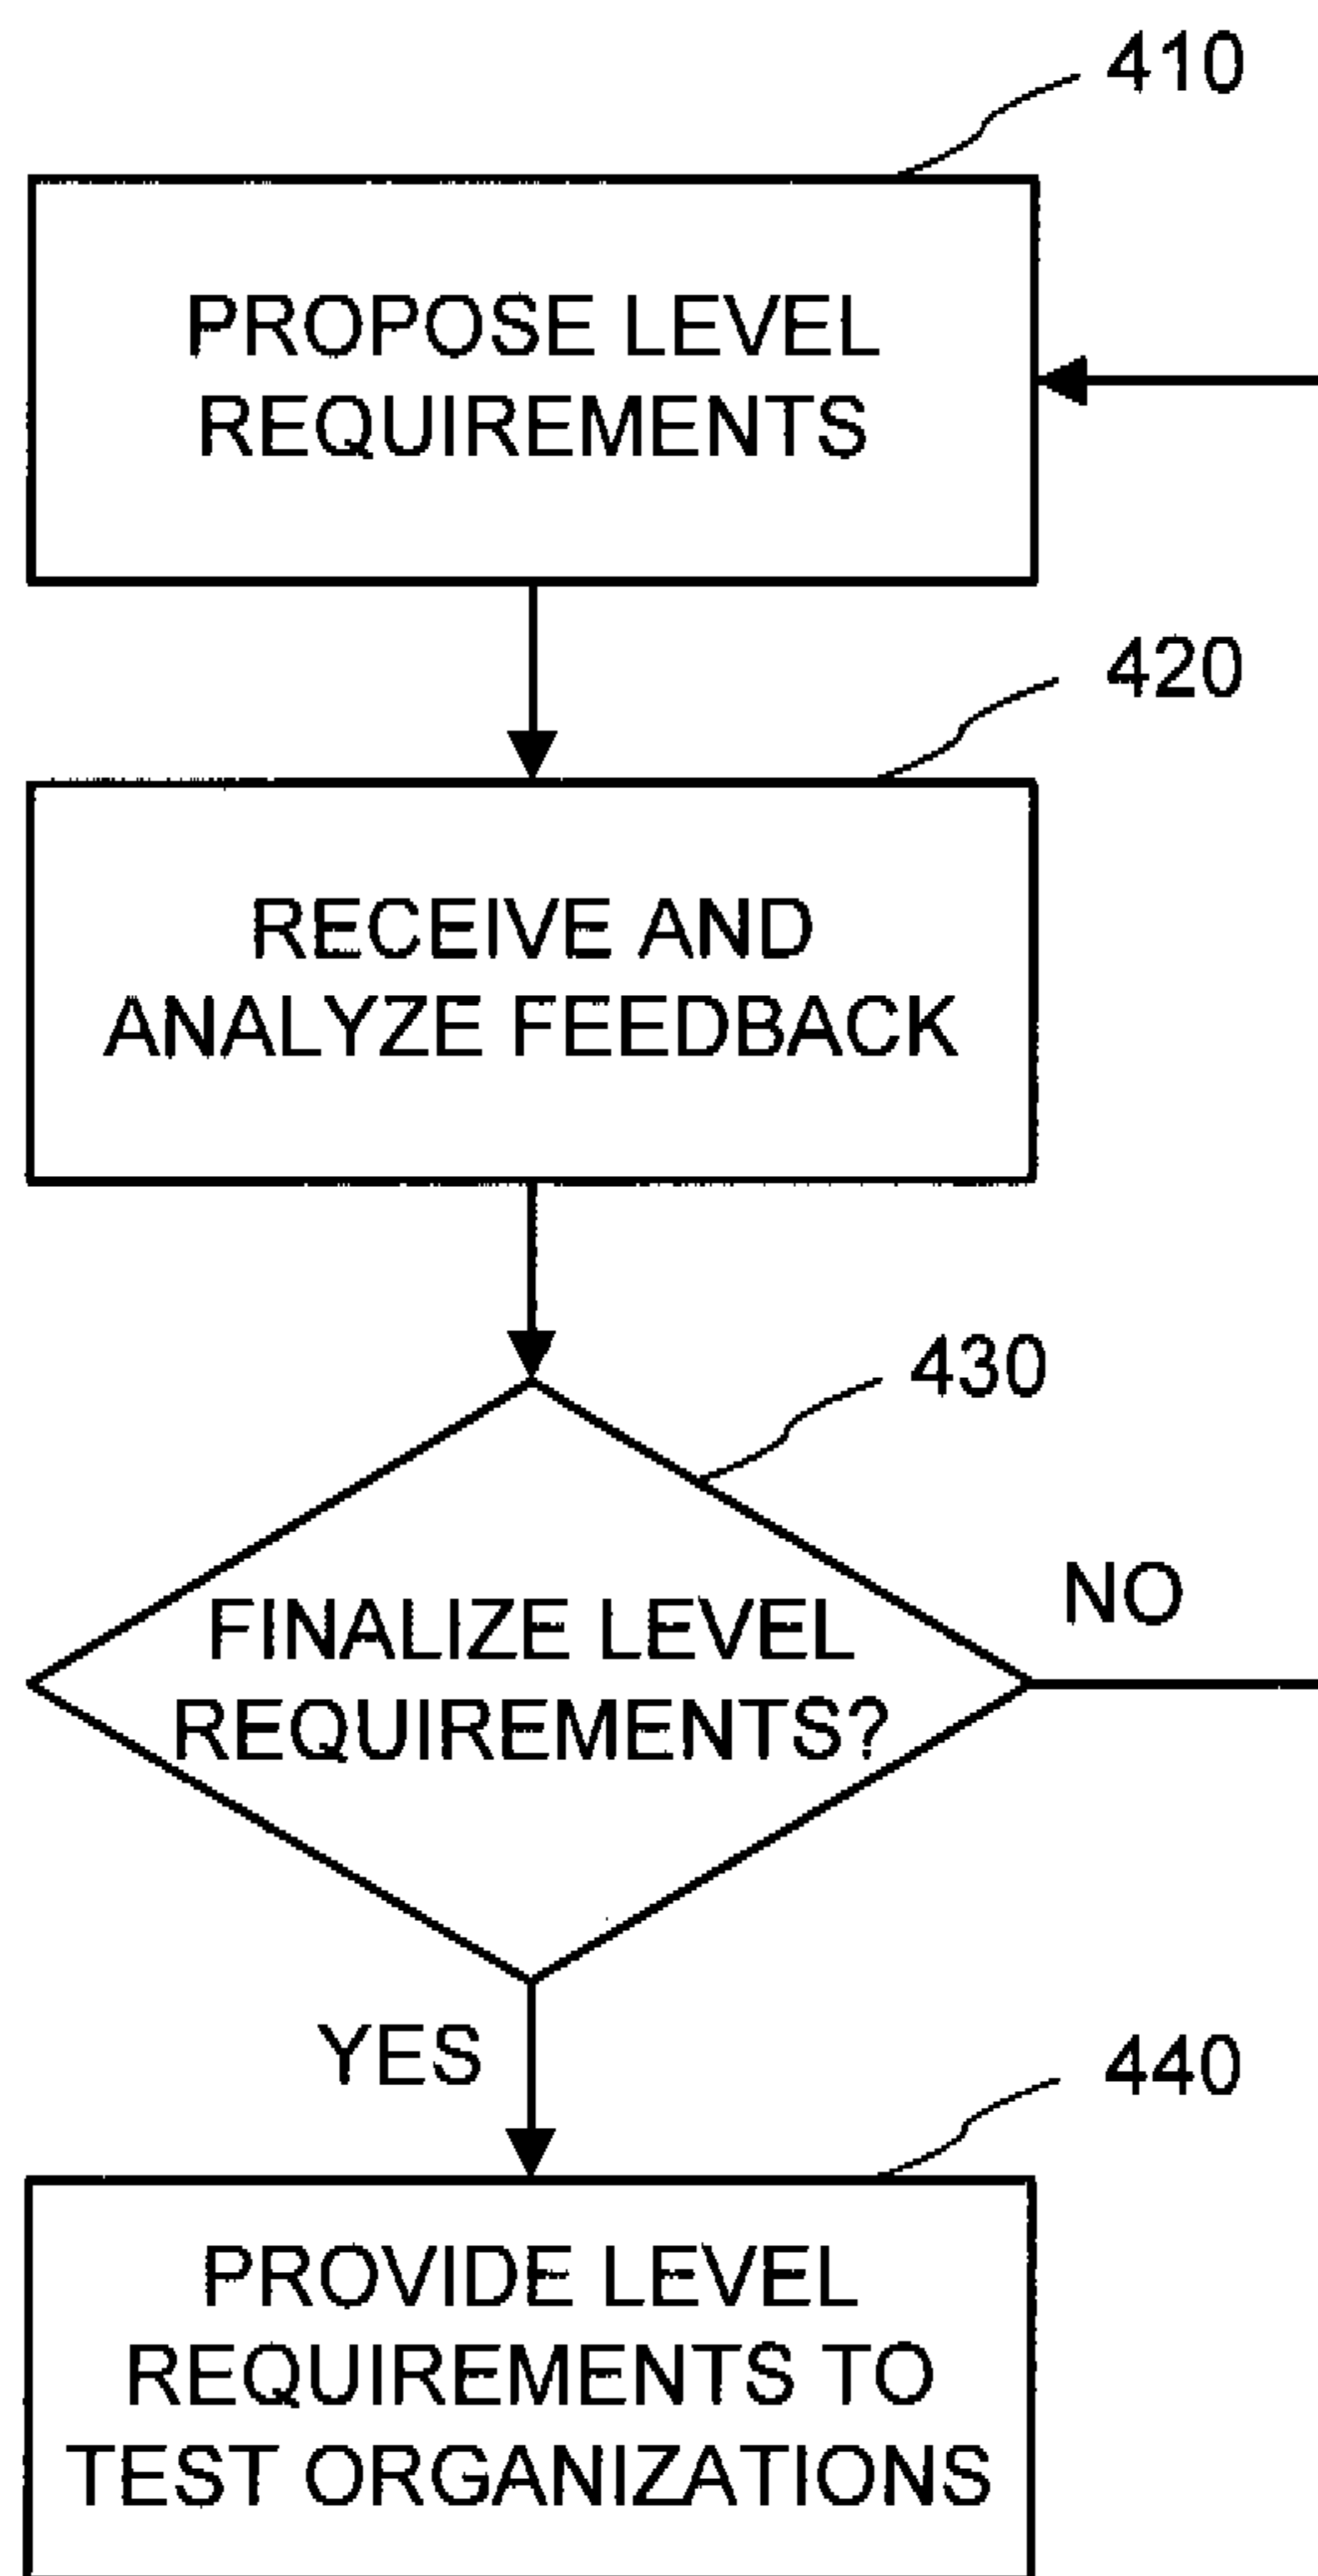 410
PROPOSE LEVEL
REQUIREMENTS
420
RECEIVE AND
ANALYZE FEEDBACK
430
FINALIZE LEVEL
REQUIREMENTS?
NO
YES
440
PROVIDE LEVEL
REQUIREMENTS TO
TEST ORGANIZATIONS